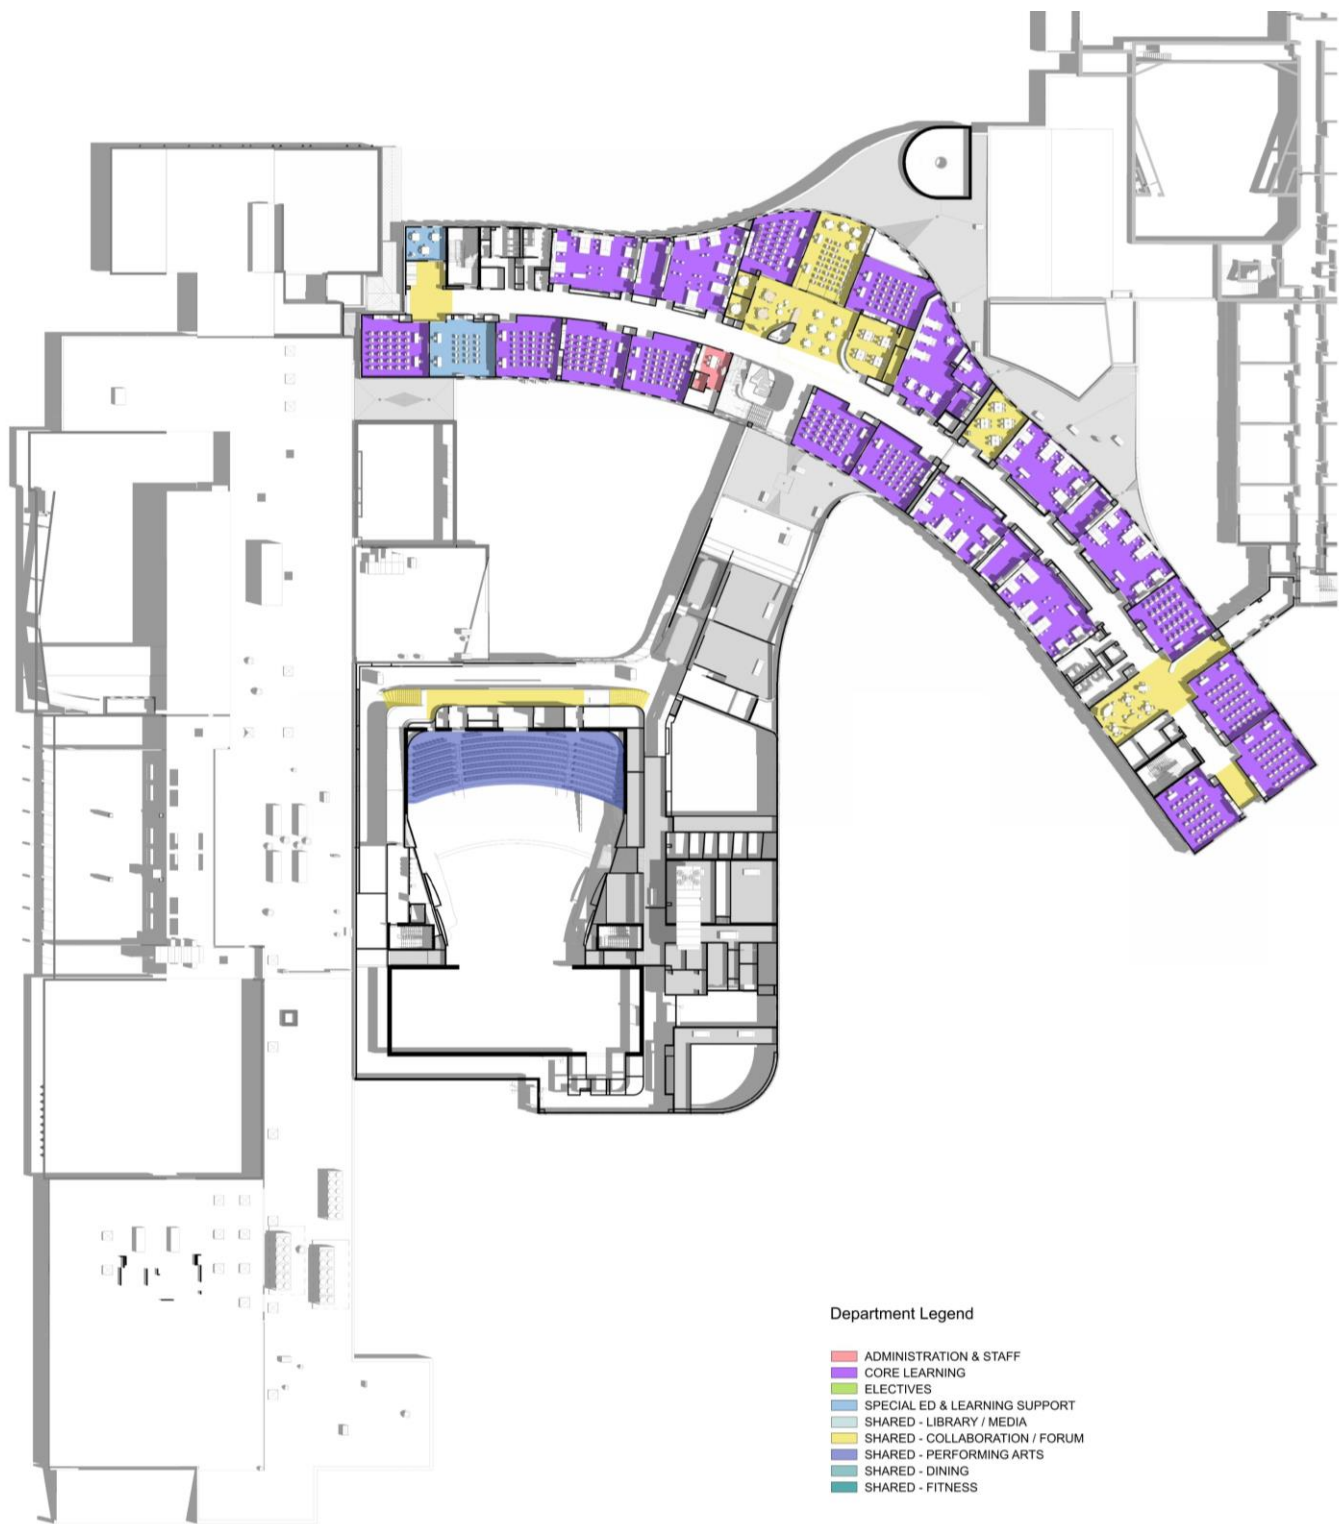 Department Legend
ADMINISTRATION & STAFF
CORE LEARNING
ELECTIVES
SPECIAL ED & LEARNING SUPPORT
SHARED - LIBRARY / MEDIA
SHARED - COLLABORATION / FORUM
SHARED - PERFORMING ARTS
SHARED - DINING
SHARED - FITNESS